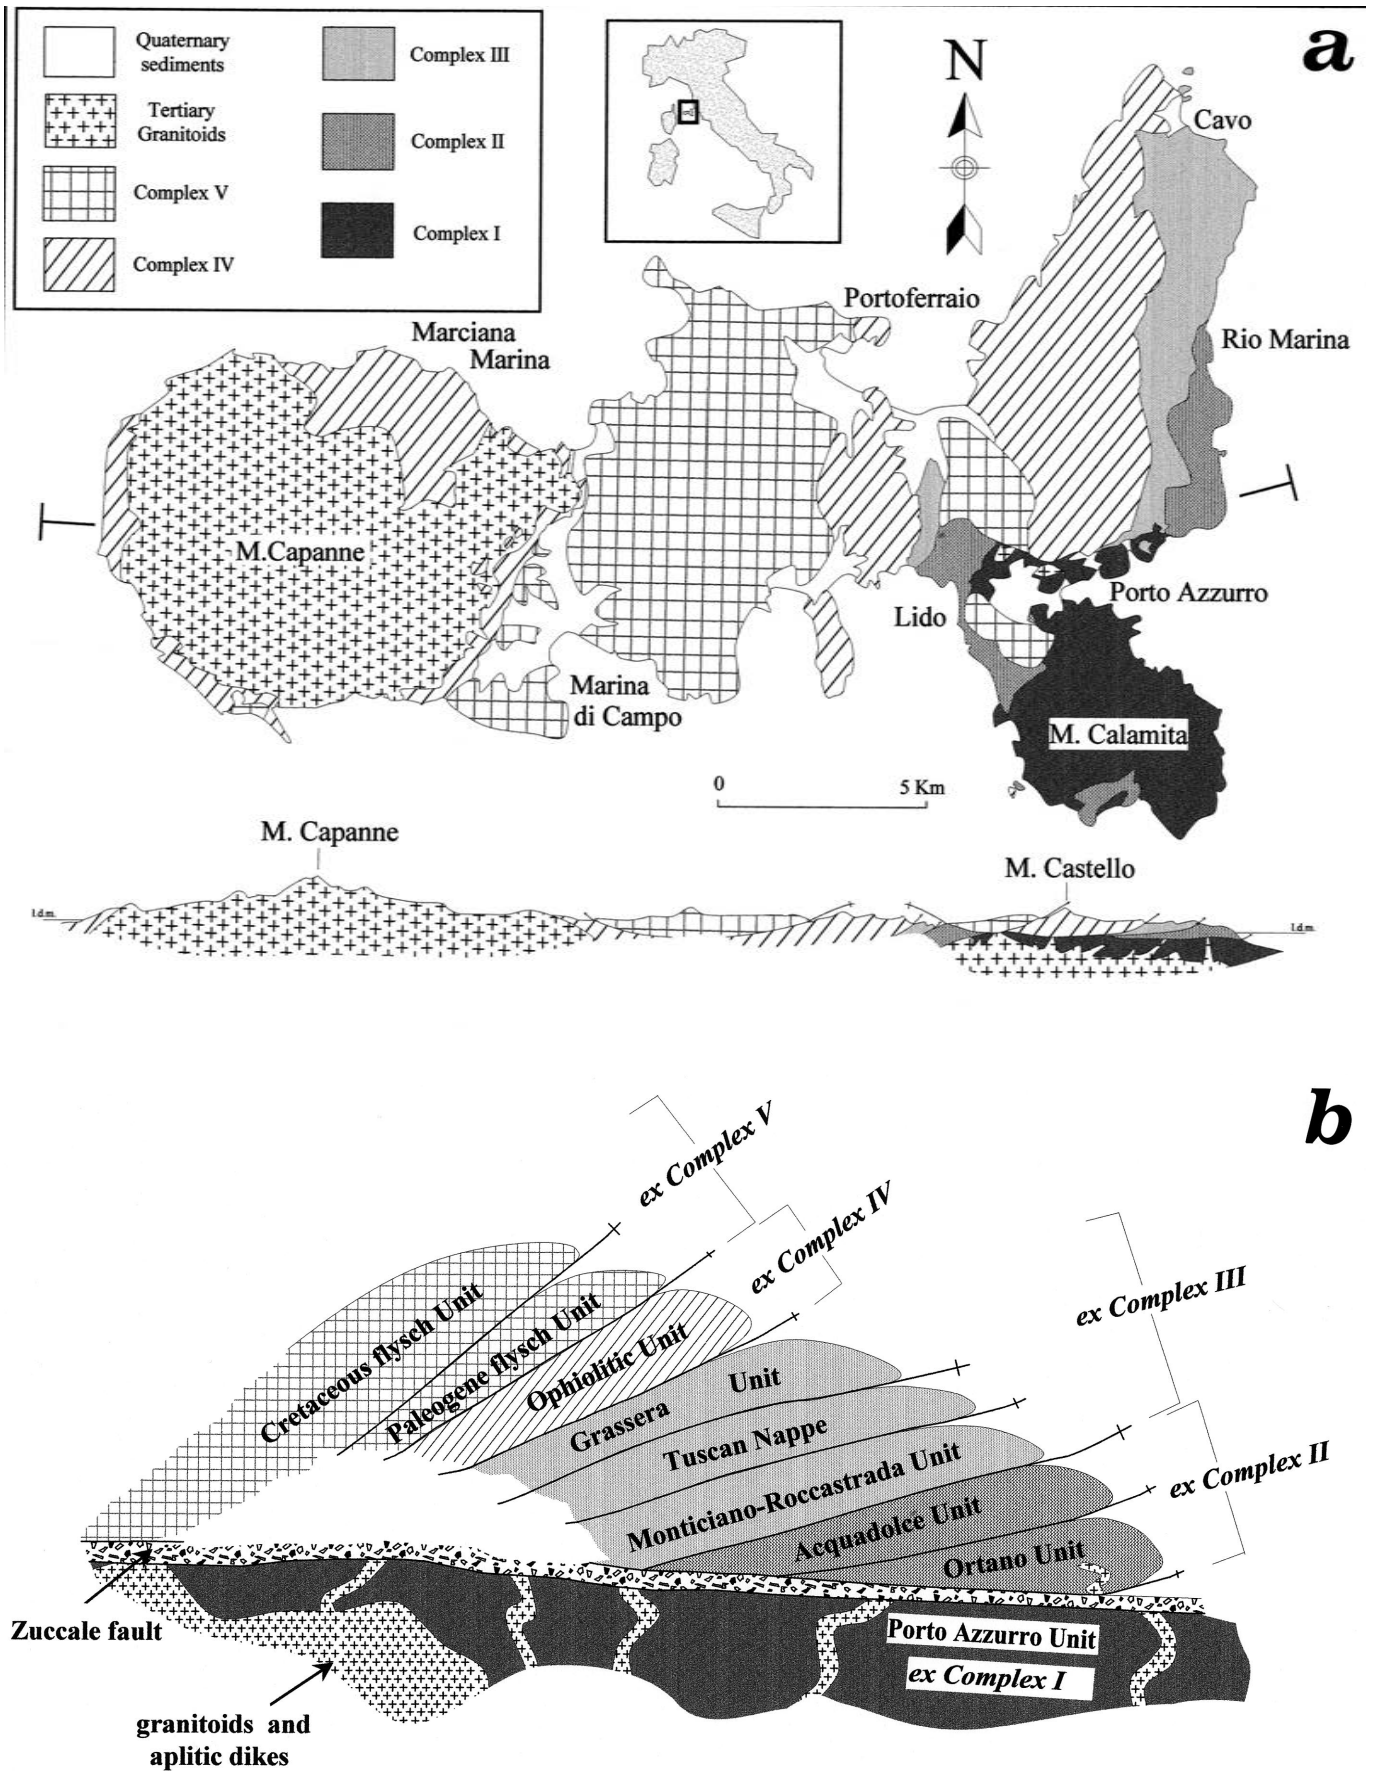 a
Quaternary
sediments
Tertiary
Granitoids
Complex V
Complex IV
Complex III
Complex II
Complex I
N
Cavo
Portoferraio
Rio Marina
Marciana
Marina
M.Capanne
Porto Azzurro
Lido
Marina
di Campo
M. Calamita
0
5 Km
M. Capanne
M. Castello
l.d.m.
l.d.m.
b
ex Complex V
ex Complex IV
ex Complex III
ex Complex II
Cretaceous flysch Unit
Paleogene flysch Unit
Ophiolitic Unit
Grassera Unit
Tuscan Nappe
Monticiano-Roccastrada Unit
Acquadolce Unit
Ortano Unit
Zuccale fault
Porto Azzurro Unit
ex Complex I
granitoids and
aplitic dikes